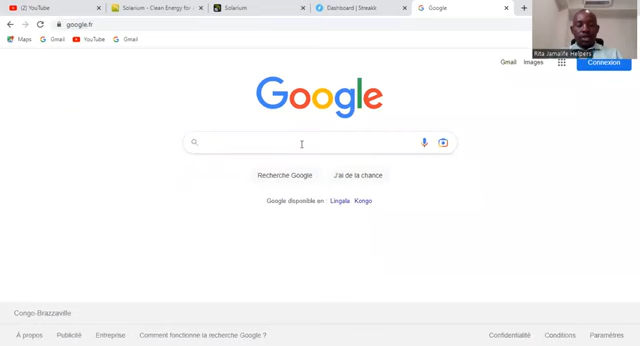 (2) YouTube
Solarium - Clean Energy for
Solarium
Dashboard | Streakk
Google
google.fr
Maps
Gmail
YouTube
Gmail
Rita Jamalife Helpers
Gmail
Images
Connexion
Google
Recherche Google
J'ai de la chance
Google disponible en : Lingala Kongo
Congo-Brazzaville
À propos
Publicité
Entreprise
Comment fonctionne la recherche Google ?
Confidentialité
Conditions
Paramètres